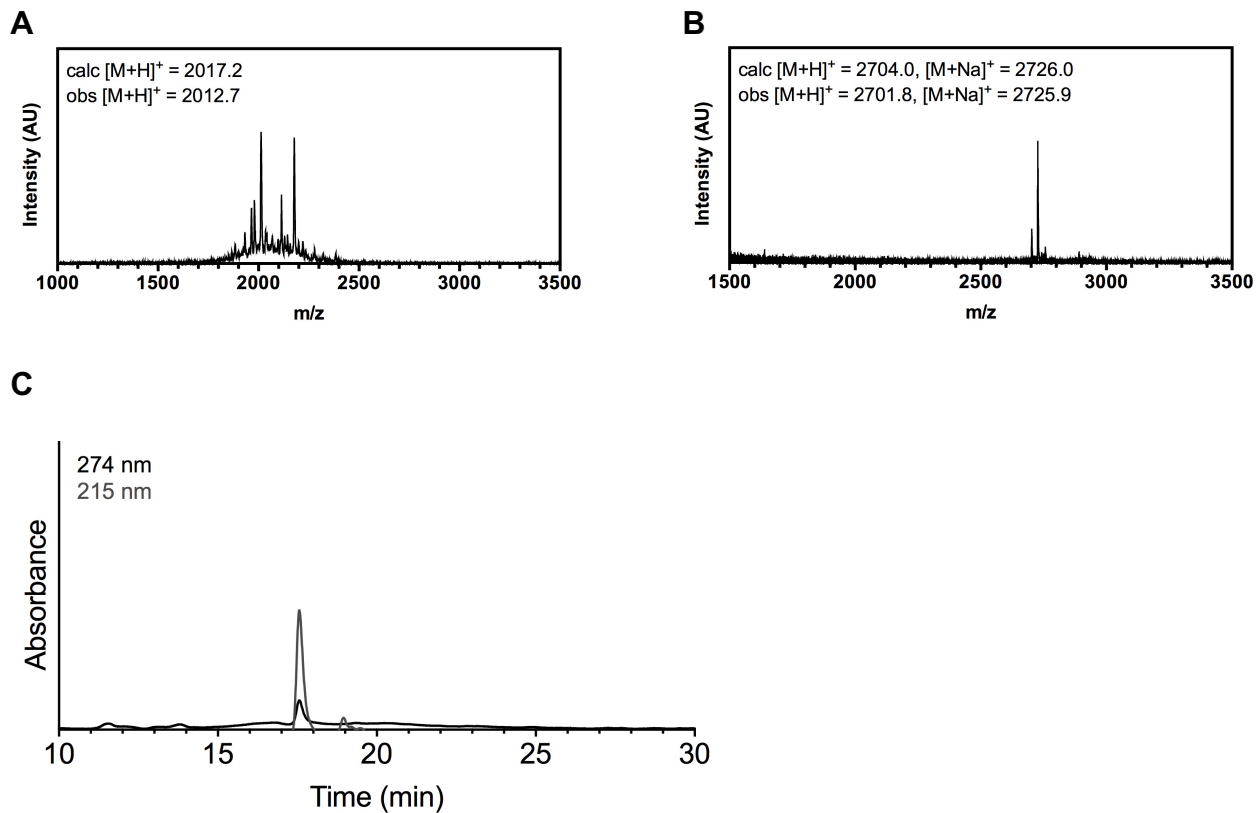 A
calc [M+H]⁺ = 2017.2
obs [M+H]⁺ = 2012.7
Intensity (AU)
1000 1500 2000 2500 3000 3500
m/z
B
calc [M+H]⁺ = 2704.0, [M+Na]⁺ = 2726.0
obs [M+H]⁺ = 2701.8, [M+Na]⁺ = 2725.9
Intensity (AU)
1500 2000 2500 3000 3500
m/z
C
274 nm
215 nm
Absorbance
10 15 20 25 30
Time (min)